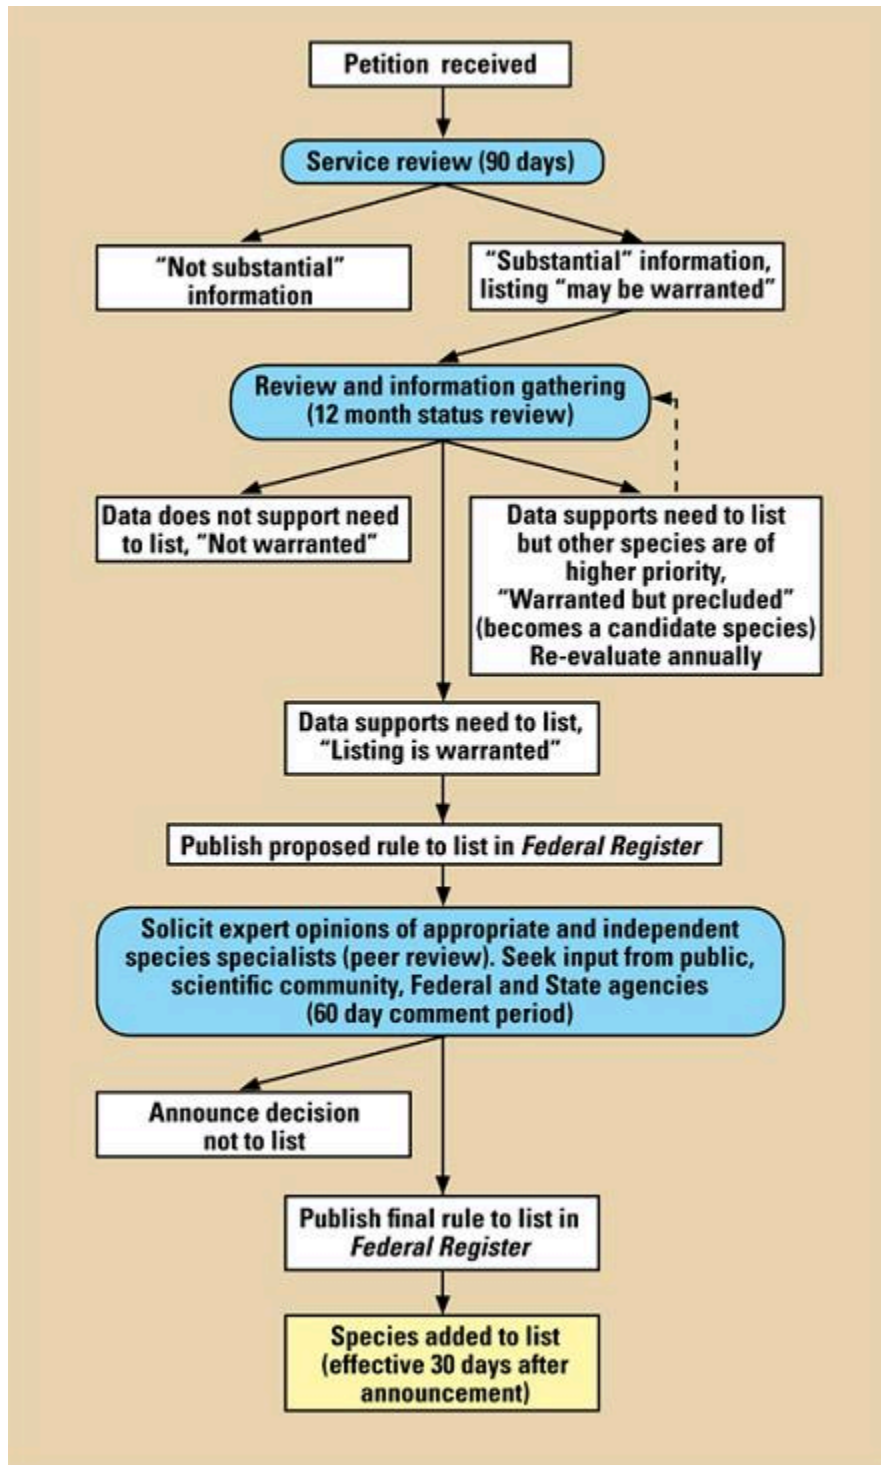 Petition received
Service review (90 days)
“Not substantial”
information
“Substantial” information,
listing “may be warranted”
Review and information gathering
(12 month status review)
Data does not support need
to list, “Not warranted”
Data supports need to list
but other species are of
higher priority,
“Warranted but precluded”
(becomes a candidate species)
Re-evaluate annually
Data supports need to list,
“Listing is warranted”
Publish proposed rule to list in Federal Register
Solicit expert opinions of appropriate and independent
species specialists (peer review). Seek input from public,
scientific community, Federal and State agencies
(60 day comment period)
Announce decision
not to list
Publish final rule to list in
Federal Register
Species added to list
(effective 30 days after
announcement)